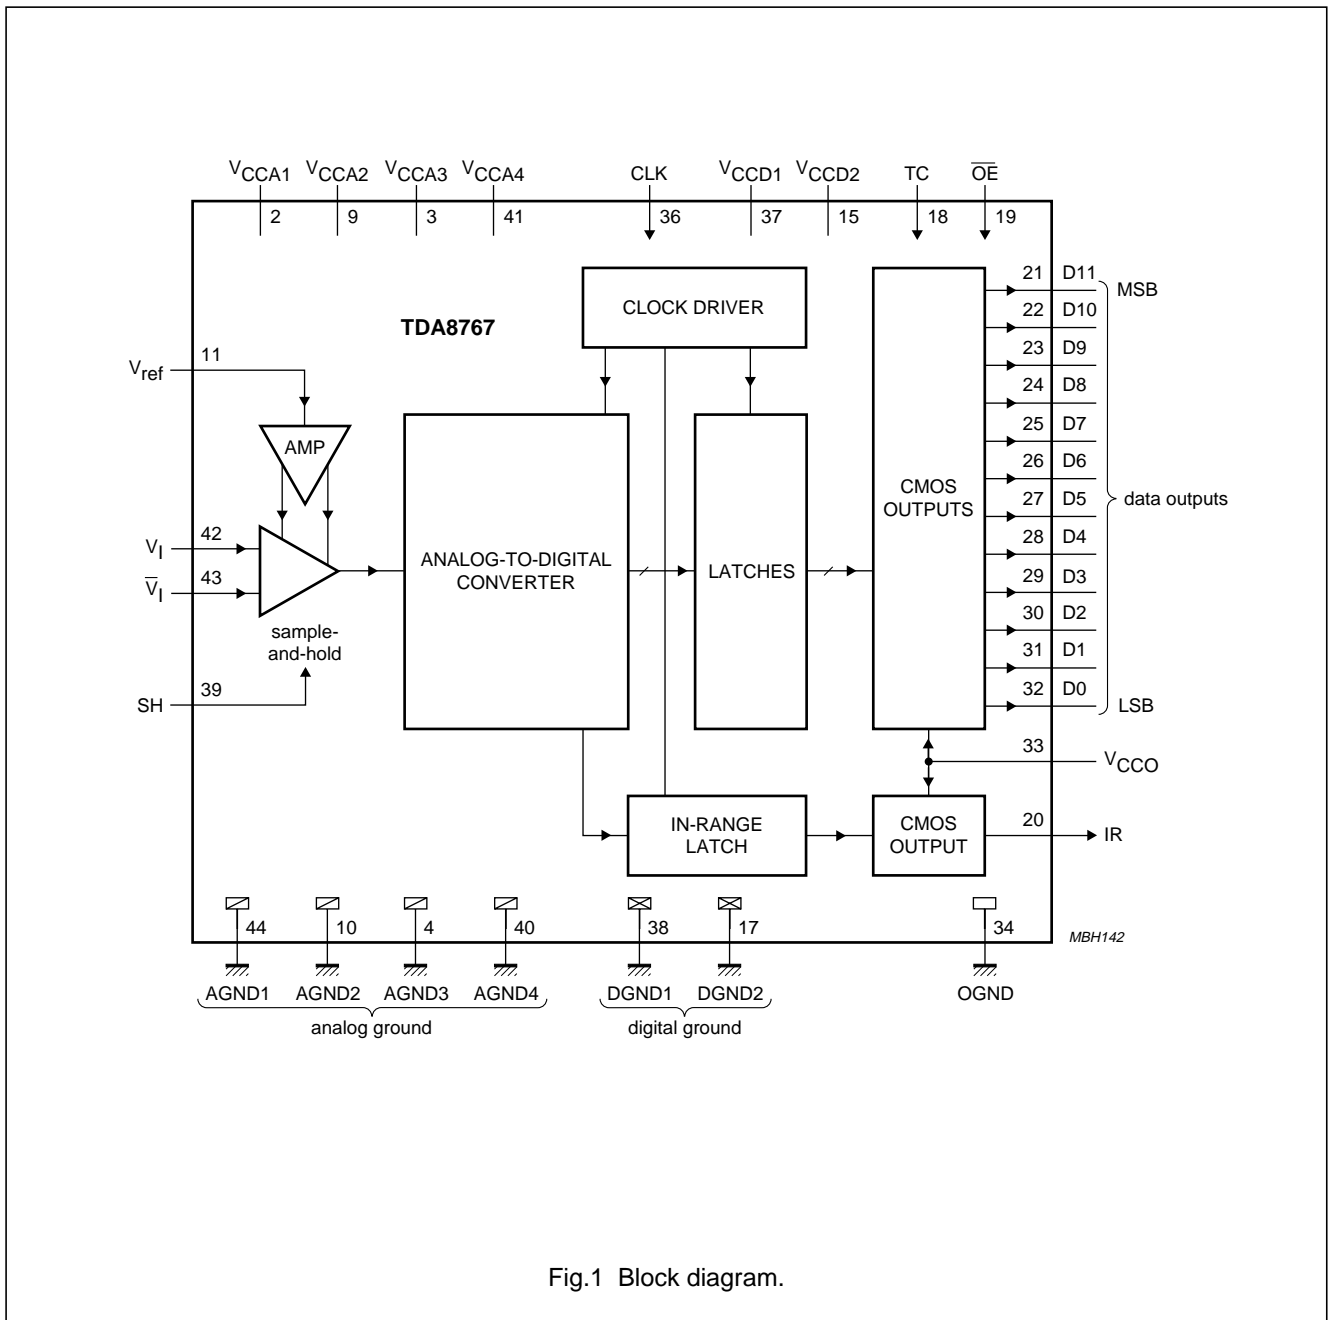 VCCA1 VCCA2 VCCA3 VCCA4 CLK VCCD1 VCCD2 TC O̅E̅
2 9 3 41 36 37 15 18 19
TDA8767
CLOCK DRIVER
21 D11 MSB
22 D10
23 D9
24 D8
25 D7
26 D6
27 D5 data outputs
28 D4
29 D3
30 D2
31 D1
32 D0 LSB
Vref 11
AMP
VI 42
V̅I 43
sample-
and-hold
SH 39
ANALOG-TO-DIGITAL
CONVERTER
LATCHES
CMOS
OUTPUTS
33 VCCO
IN-RANGE
LATCH
CMOS
OUTPUT
20 IR
44 10 4 40 38 17 34
MBH142
AGND1 AGND2 AGND3 AGND4 DGND1 DGND2 OGND
analog ground digital ground
Fig.1 Block diagram.